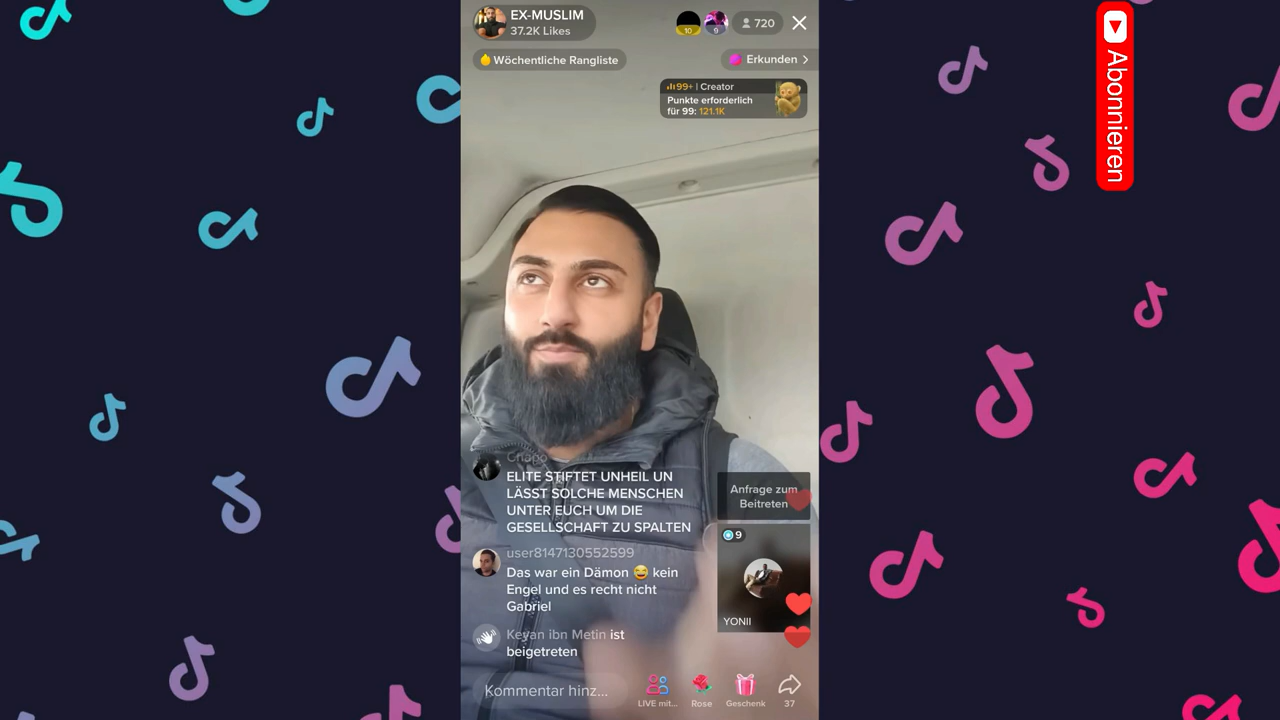 EX-MUSLIM
37.2K Likes
10
9
720
Wöchentliche Rangliste
Erkunden
99+ | Creator
Punkte erforderlich
für 99: 121.1K
Abonnieren
Chapo
ELITE STIFTET UNHEIL UN
LÄSST SOLCHE MENSCHEN
UNTER EUCH UM DIE
GESELLSCHAFT ZU SPALTEN
Anfrage zum
Beitreten
9
YONII
user8147130552599
Das war ein Dämon 😅 kein
Engel und es recht nicht
Gabriel
Keyan ibn Metin ist
beigetreten
Kommentar hinz...
LIVE mit...
Rose
Geschenk
37